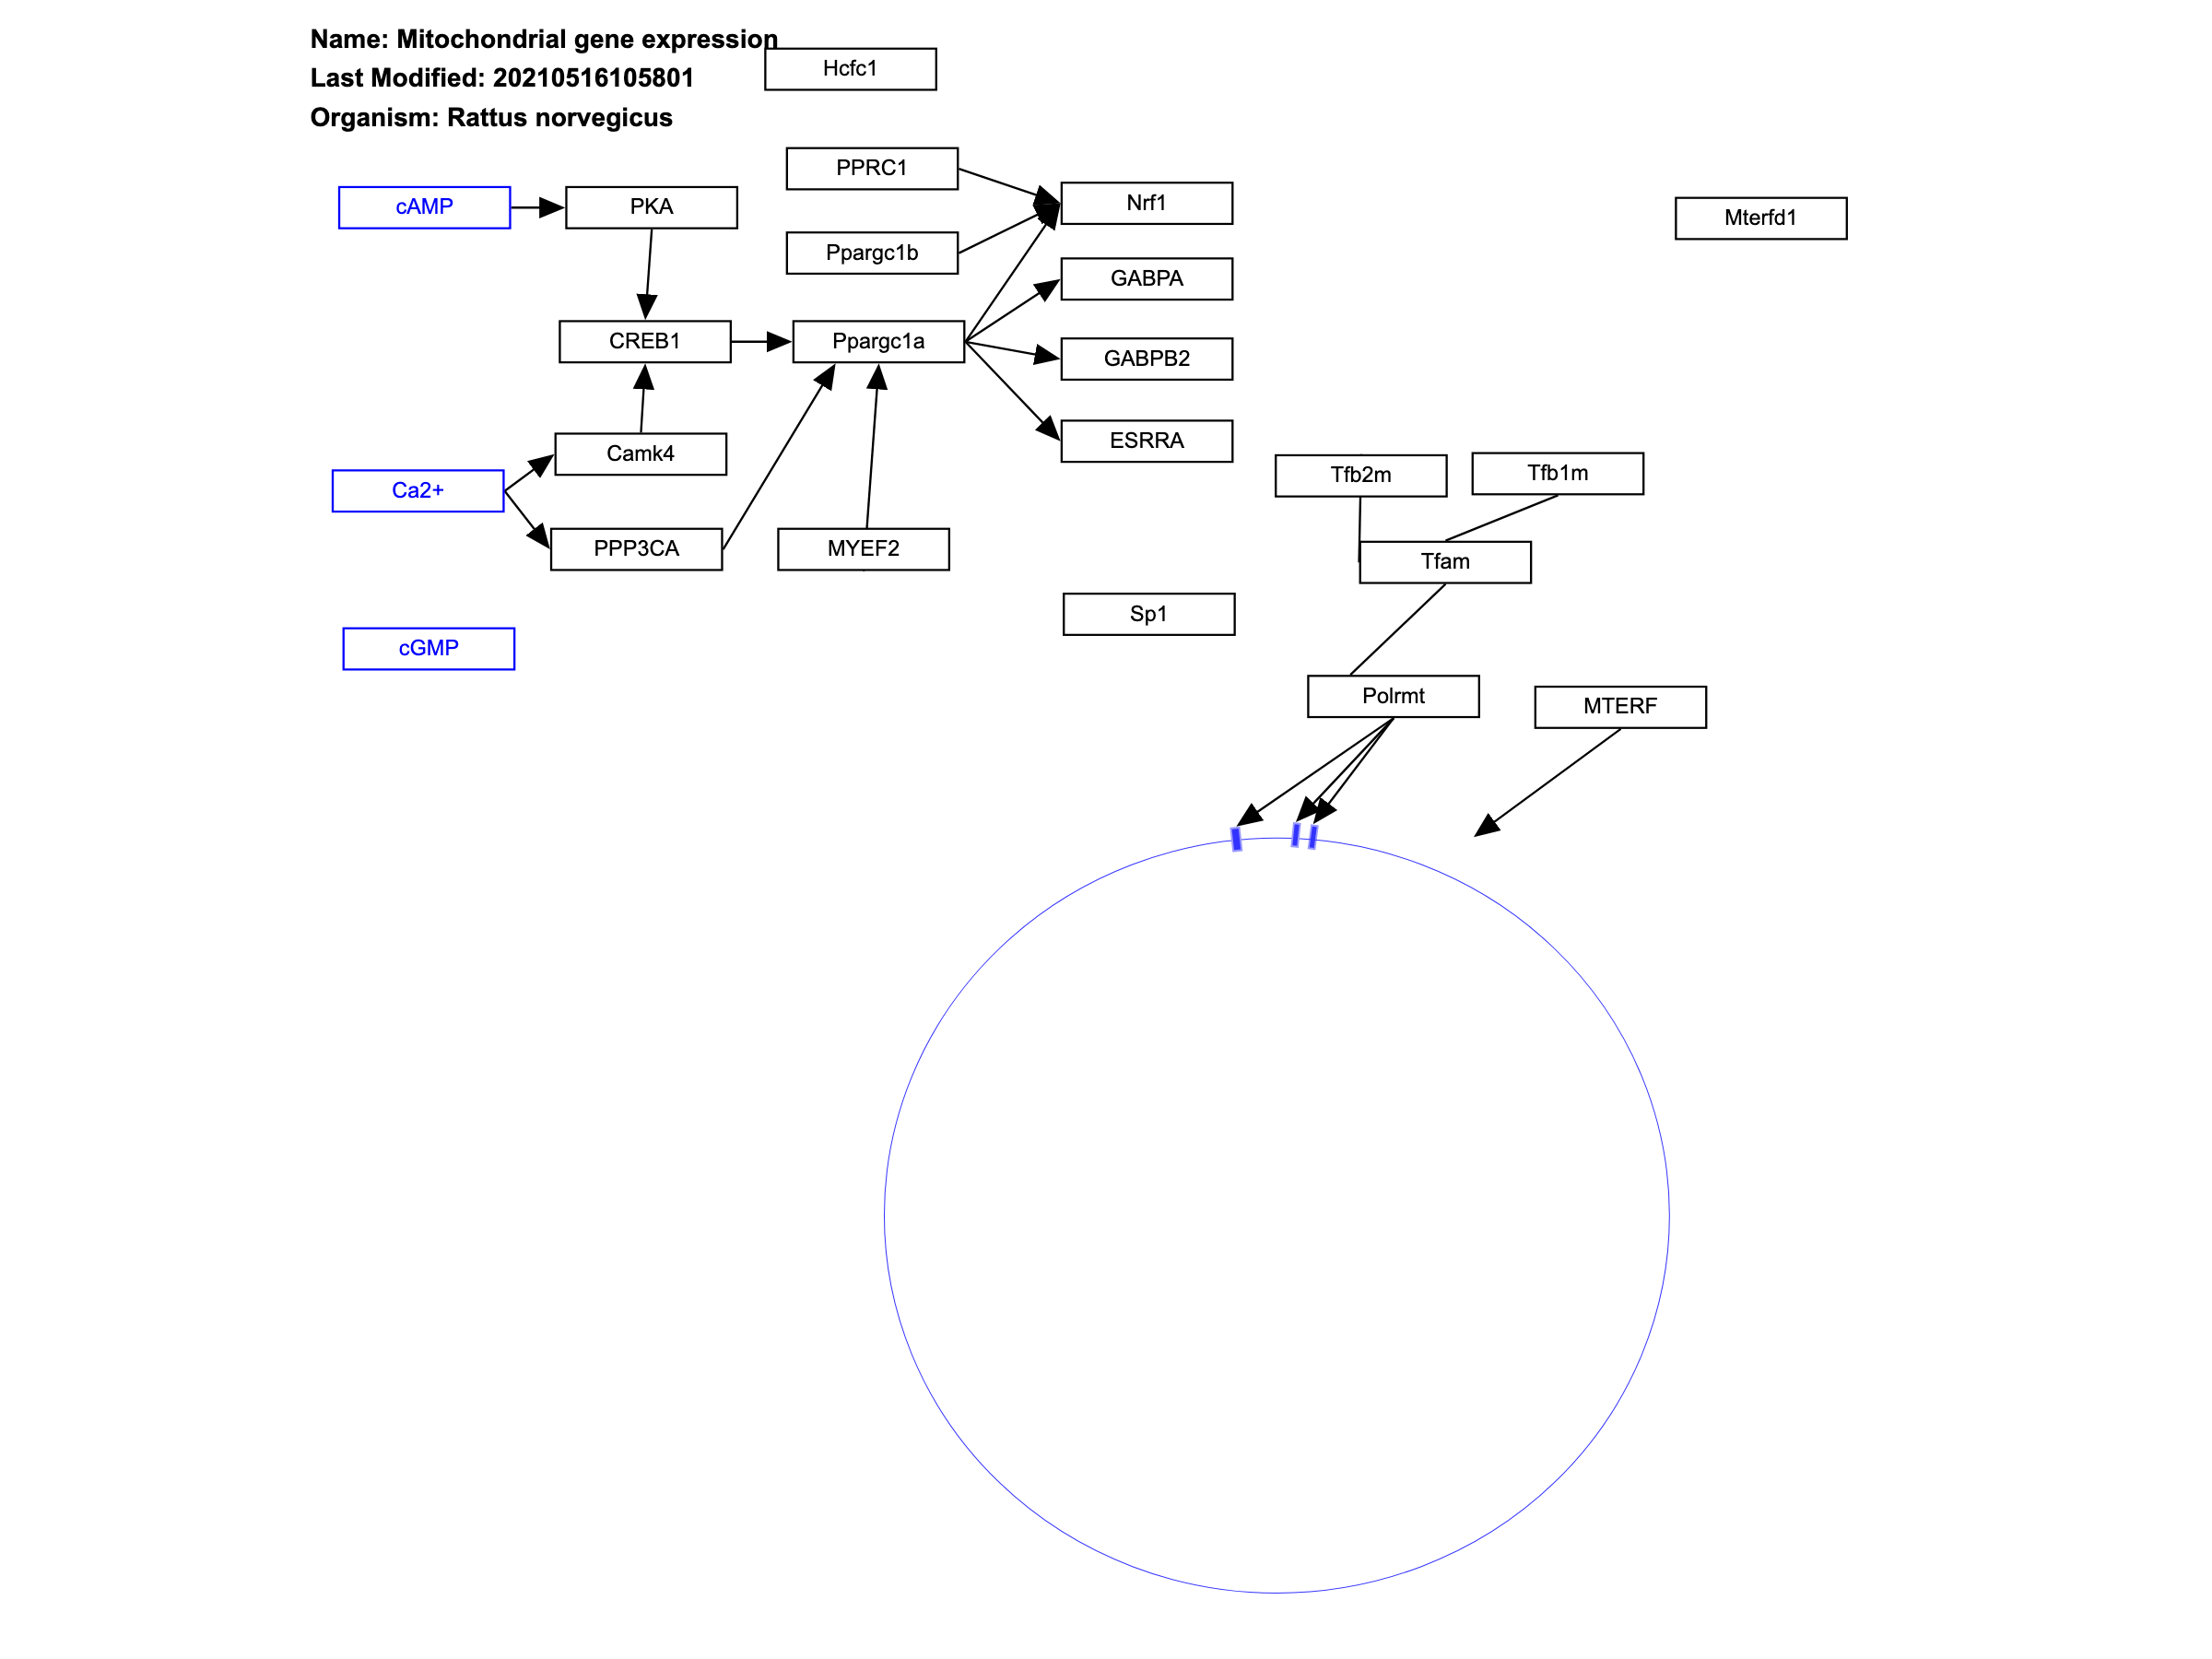 Name: Mitochondrial gene expression
Last Modified: 20210516105801
Organism: Rattus norvegicus
Hcfc1
PPRC1
cAMP
PKA
Nrf1
Mterfd1
Ppargc1b
GABPA
CREB1
Ppargc1a
GABPB2
ESRRA
Camk4
Tfb2m
Tfb1m
Ca2+
PPP3CA
MYEF2
Tfam
Sp1
cGMP
Polrmt
MTERF